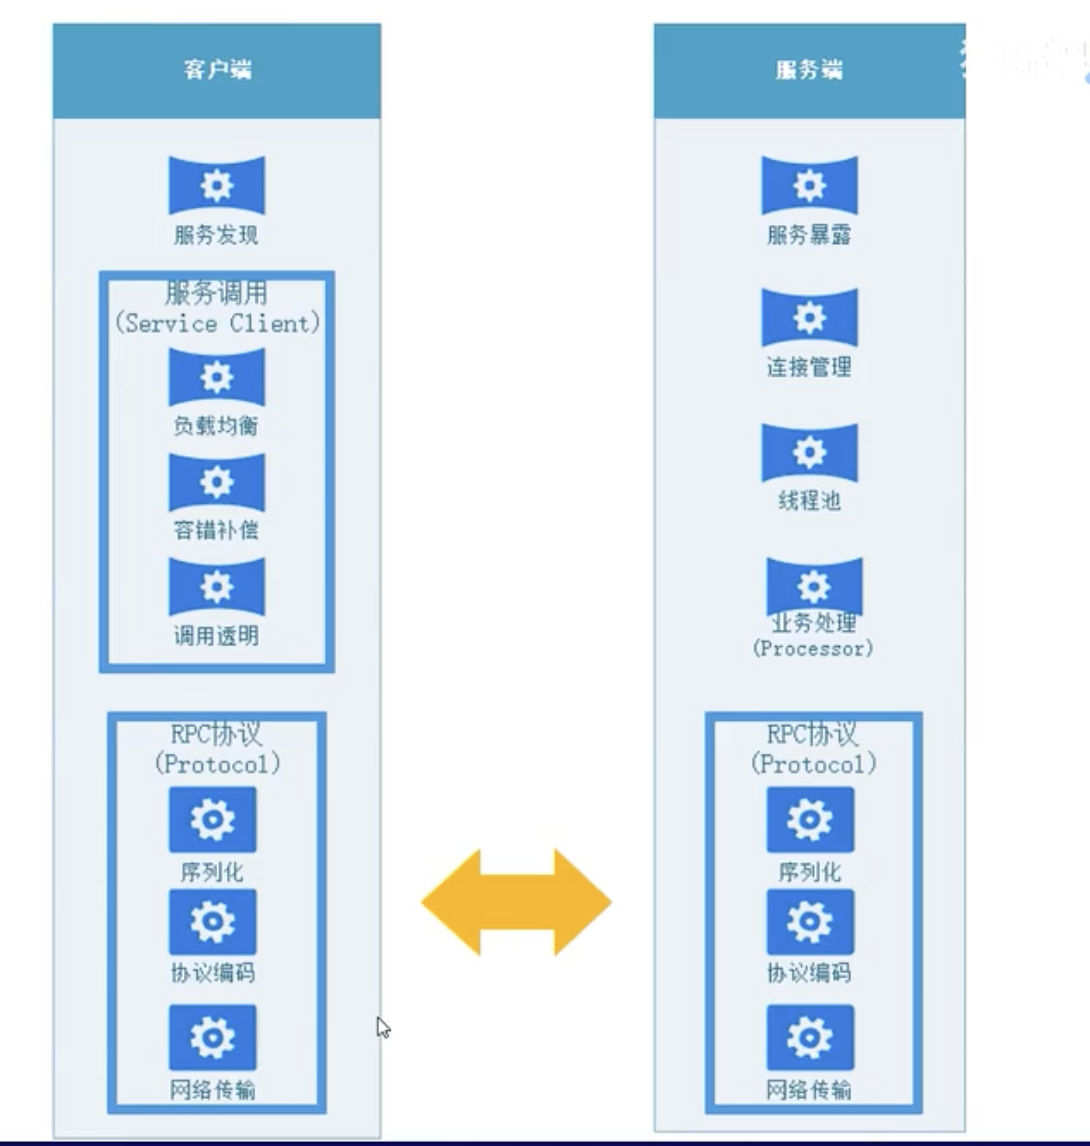 客户端
服务发现
服务调用
(Service Client)
负载均衡
容错补偿
调用透明
RPC协议
(Protocol)
序列化
协议编码
网络传输
服务端
服务暴露
连接管理
线程池
业务处理
(Processor)
RPC协议
(Protocol)
序列化
协议编码
网络传输